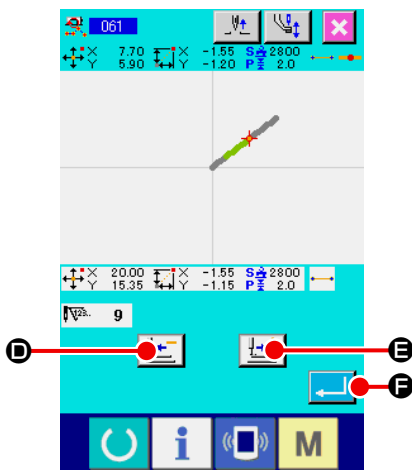 061
X 7.70 X -1.55 S 2800
Y 5.90 Y -1.20 P 2.0
X 20.00 X -1.55 S 2800
Y 15.35 Y -1.15 P 2.0
123.. 9
D E
F
i M